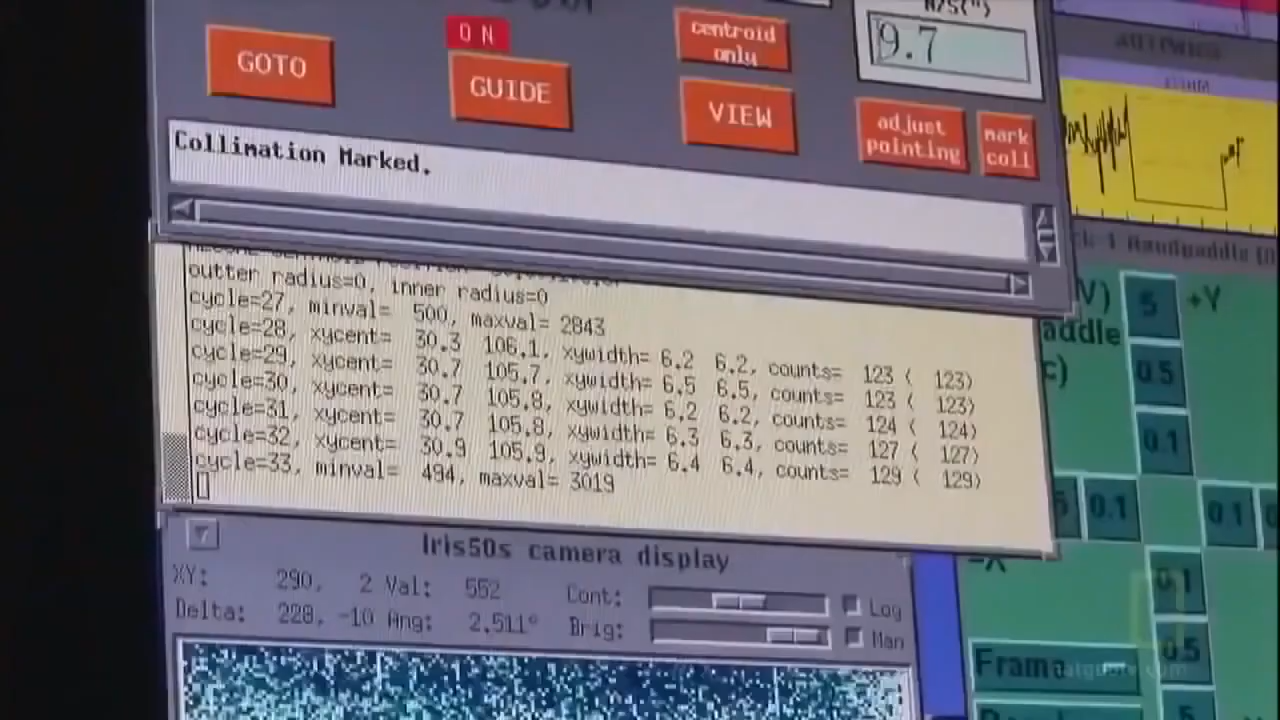 GOTO
ON
GUIDE
centroid only
VIEW
9.7
adjust pointing
mark coll
Collimation Marked.
outter radius=0, inner radius=0
cycle=27, minval= 500, maxval= 2843
cycle=28, xycent= 30.3 106.1, xywidth= 6.2 6.2, counts= 123 ( 123)
cycle=29, xycent= 30.7 105.7, xywidth= 6.5 6.5, counts= 123 ( 123)
cycle=30, xycent= 30.7 105.8, xywidth= 6.2 6.2, counts= 124 ( 124)
cycle=31, xycent= 30.7 105.8, xywidth= 6.3 6.3, counts= 127 ( 127)
cycle=32, xycent= 30.9 105.9, xywidth= 6.4 6.4, counts= 129 ( 129)
cycle=33, minval= 494, maxval= 3019
Iris50s camera display
XY: 290, 2 Val: 552
Cont:
Log
Delta: 228, -10 Ang: 2.511°
Brig:
Man
Handpaddle
V)
5
+Y
addle
c)
0.5
0.1
0.1
0 1
-X
0.1
0.5
Frame
5